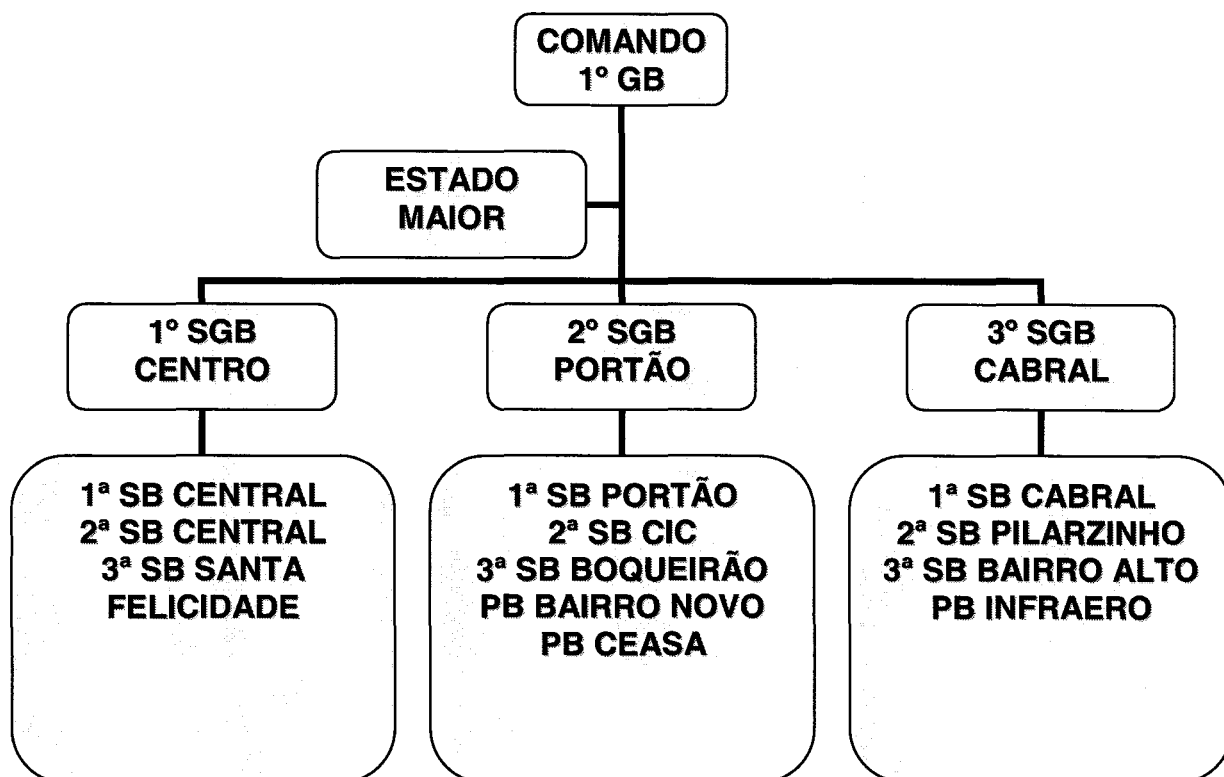 COMANDO
1º GB
ESTADO
MAIOR
1º SGB
CENTRO
2º SGB
PORTÃO
3º SGB
CABRAL
1ª SB CENTRAL
2ª SB CENTRAL
3ª SB SANTA
FELICIDADE
1ª SB PORTÃO
2ª SB CIC
3ª SB BOQUEIRÃO
PB BAIRRO NOVO
PB CEASA
1ª SB CABRAL
2ª SB PILARZINHO
3ª SB BAIRRO ALTO
PB INFRAERO